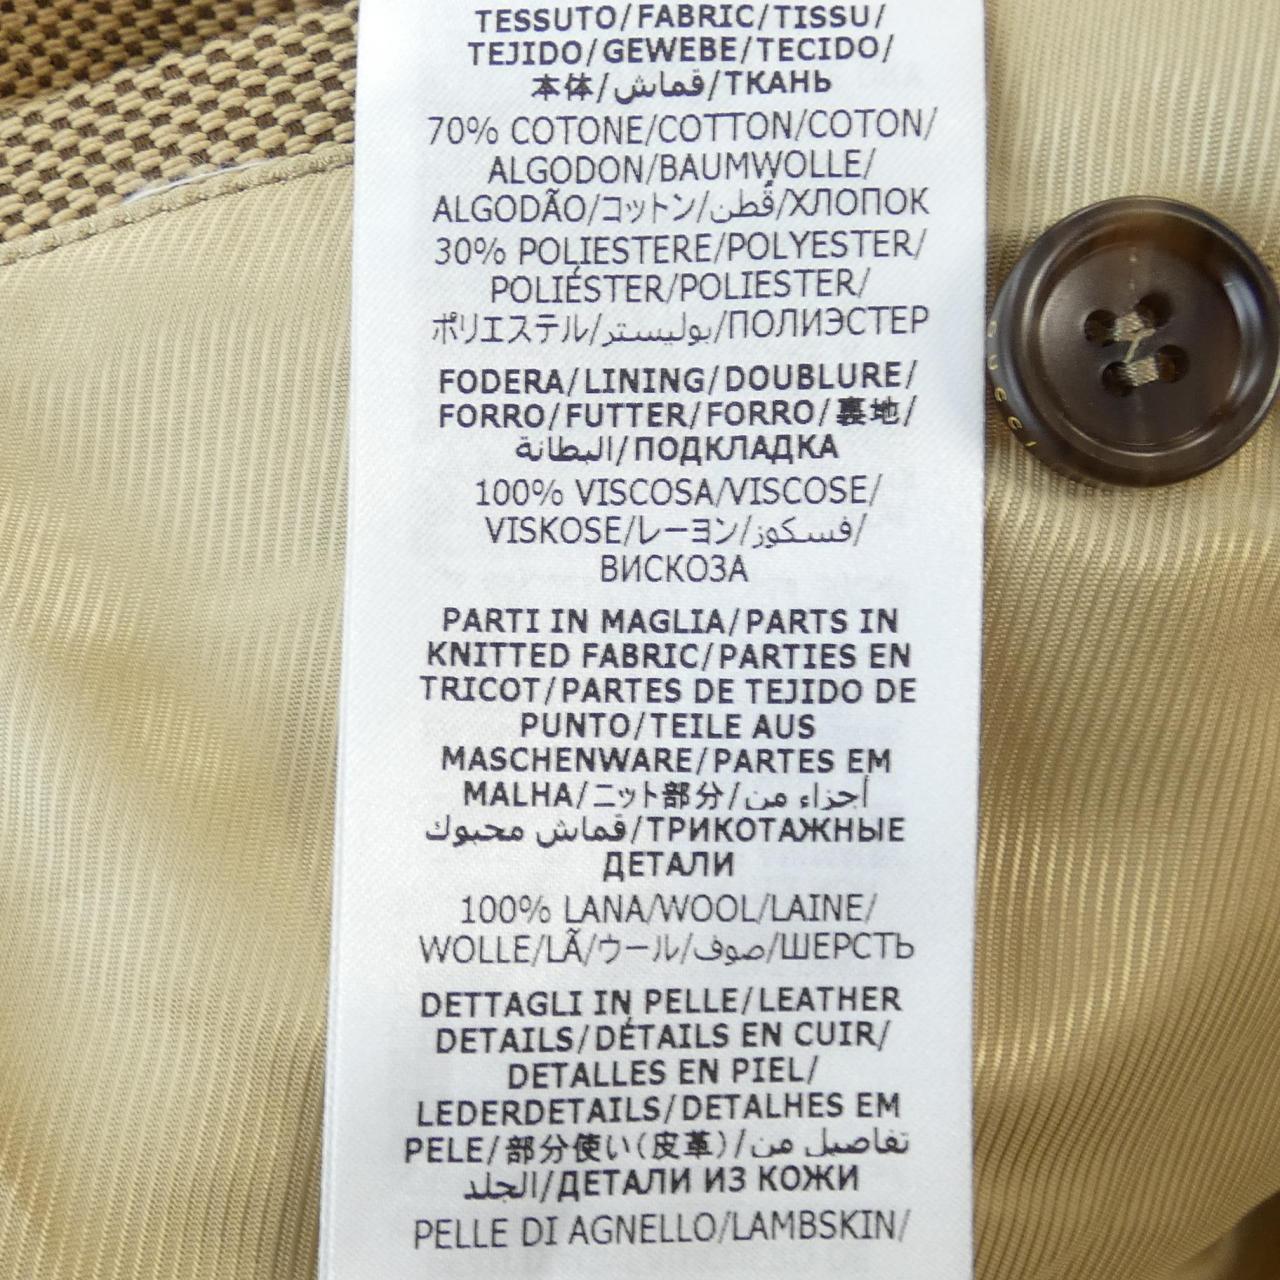 TESSUTO/FABRIC/TISSU/
TEJIDO/GEWEBE/TECIDO/
本体/قماش/ТКАНЬ
70% COTONE/COTTON/COTON/
ALGODON/BAUMWOLLE/
ALGODÃO/コットン/قُطن/ХЛОПОК
30% POLIESTERE/POLYESTER/
POLIÉSTER/POLIESTER/
ポリエステル/بوليستر/ПОЛИЭСТЕР
FODERA/LINING/DOUBLURE/
FORRO/FUTTER/FORRO/裏地/
البطانة/ПОДКЛАДКА
100% VISCOSA/VISCOSE/
VISKOSE/レーヨン/فسكوز/
ВИСКОЗА
PARTI IN MAGLIA/PARTS IN
KNITTED FABRIC/PARTIES EN
TRICOT/PARTES DE TEJIDO DE
PUNTO/TEILE AUS
MASCHENWARE/PARTES EM
MALHA/ニット部分/أجزاء من
قماش محبوك/ТРИКОТАЖНЫЕ
ДЕТАЛИ
100% LANA/WOOL/LAINE/
WOLLE/LÃ/ウール/صوف/ШЕРСТЬ
DETTAGLI IN PELLE/LEATHER
DETAILS/DÉTAILS EN CUIR/
DETALLES EN PIEL/
LEDERDETAILS/DETALHES EM
PELE/部分使い(皮革)/تفاصيل من
الجلد/ДЕТАЛИ ИЗ КОЖИ
PELLE DI AGNELLO/LAMBSKIN/
gucci